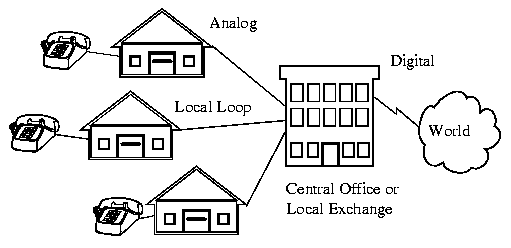 Analog
Digital
Local Loop
World
Central Office or
Local Exchange